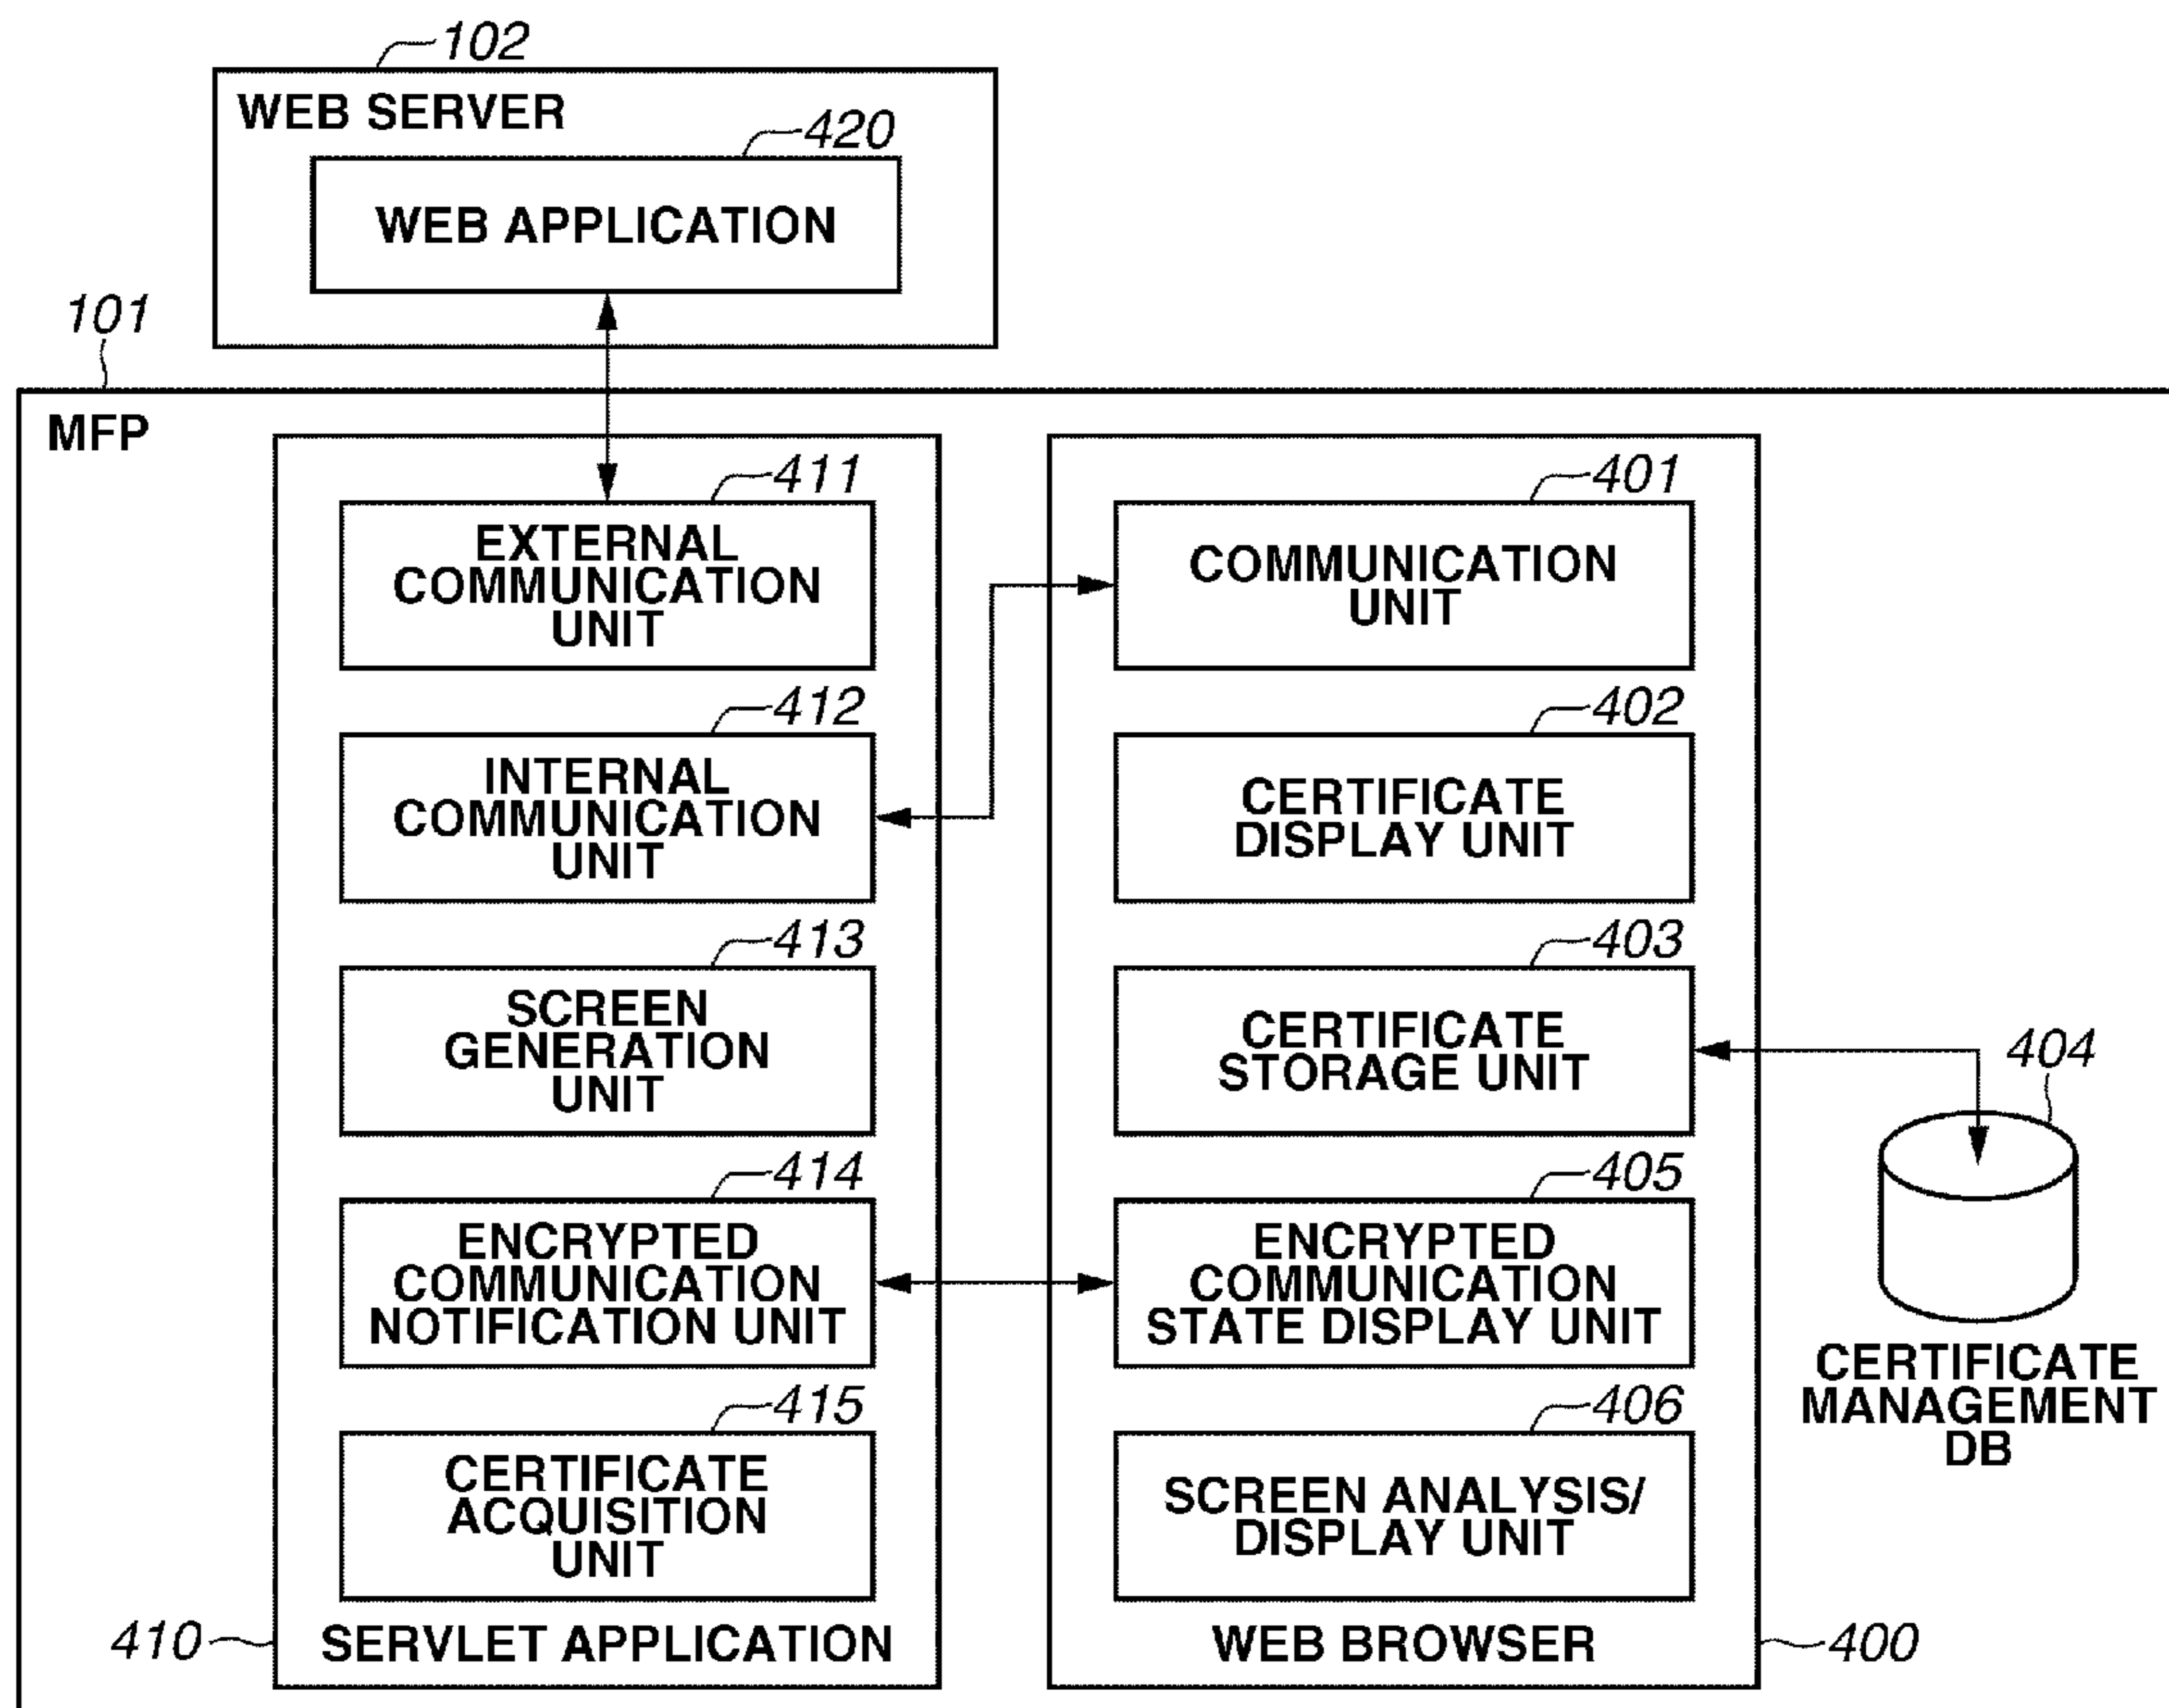 102
WEB SERVER
420
WEB APPLICATION
101
MFP
411
EXTERNAL
COMMUNICATION
UNIT
412
INTERNAL
COMMUNICATION
UNIT
413
SCREEN
GENERATION
UNIT
414
ENCRYPTED
COMMUNICATION
NOTIFICATION UNIT
415
CERTIFICATE
ACQUISITION
UNIT
410
SERVLET APPLICATION
401
COMMUNICATION
UNIT
402
CERTIFICATE
DISPLAY UNIT
403
CERTIFICATE
STORAGE UNIT
405
ENCRYPTED
COMMUNICATION
STATE DISPLAY UNIT
406
SCREEN ANALYSIS/
DISPLAY UNIT
WEB BROWSER
400
404
CERTIFICATE
MANAGEMENT
DB